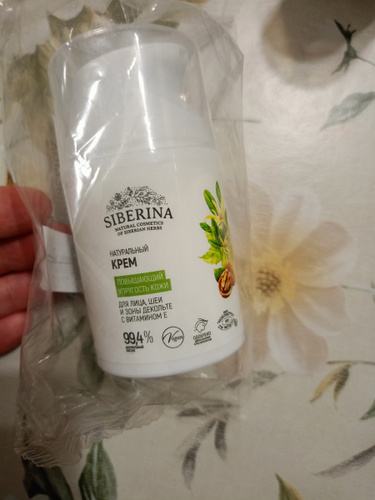 SIBERINA
NATURAL COSMETICS
OF SIBERIAN HERBS
НАТУРАЛЬНЫЙ
КРЕМ
ПОВЫШАЮЩИЙ
УПРУГОСТЬ КОЖИ
ДЛЯ ЛИЦА, ШЕИ
И ЗОНЫ ДЕКОЛЬТЕ
С ВИТАМИНОМ Е
99,4%
Vegan